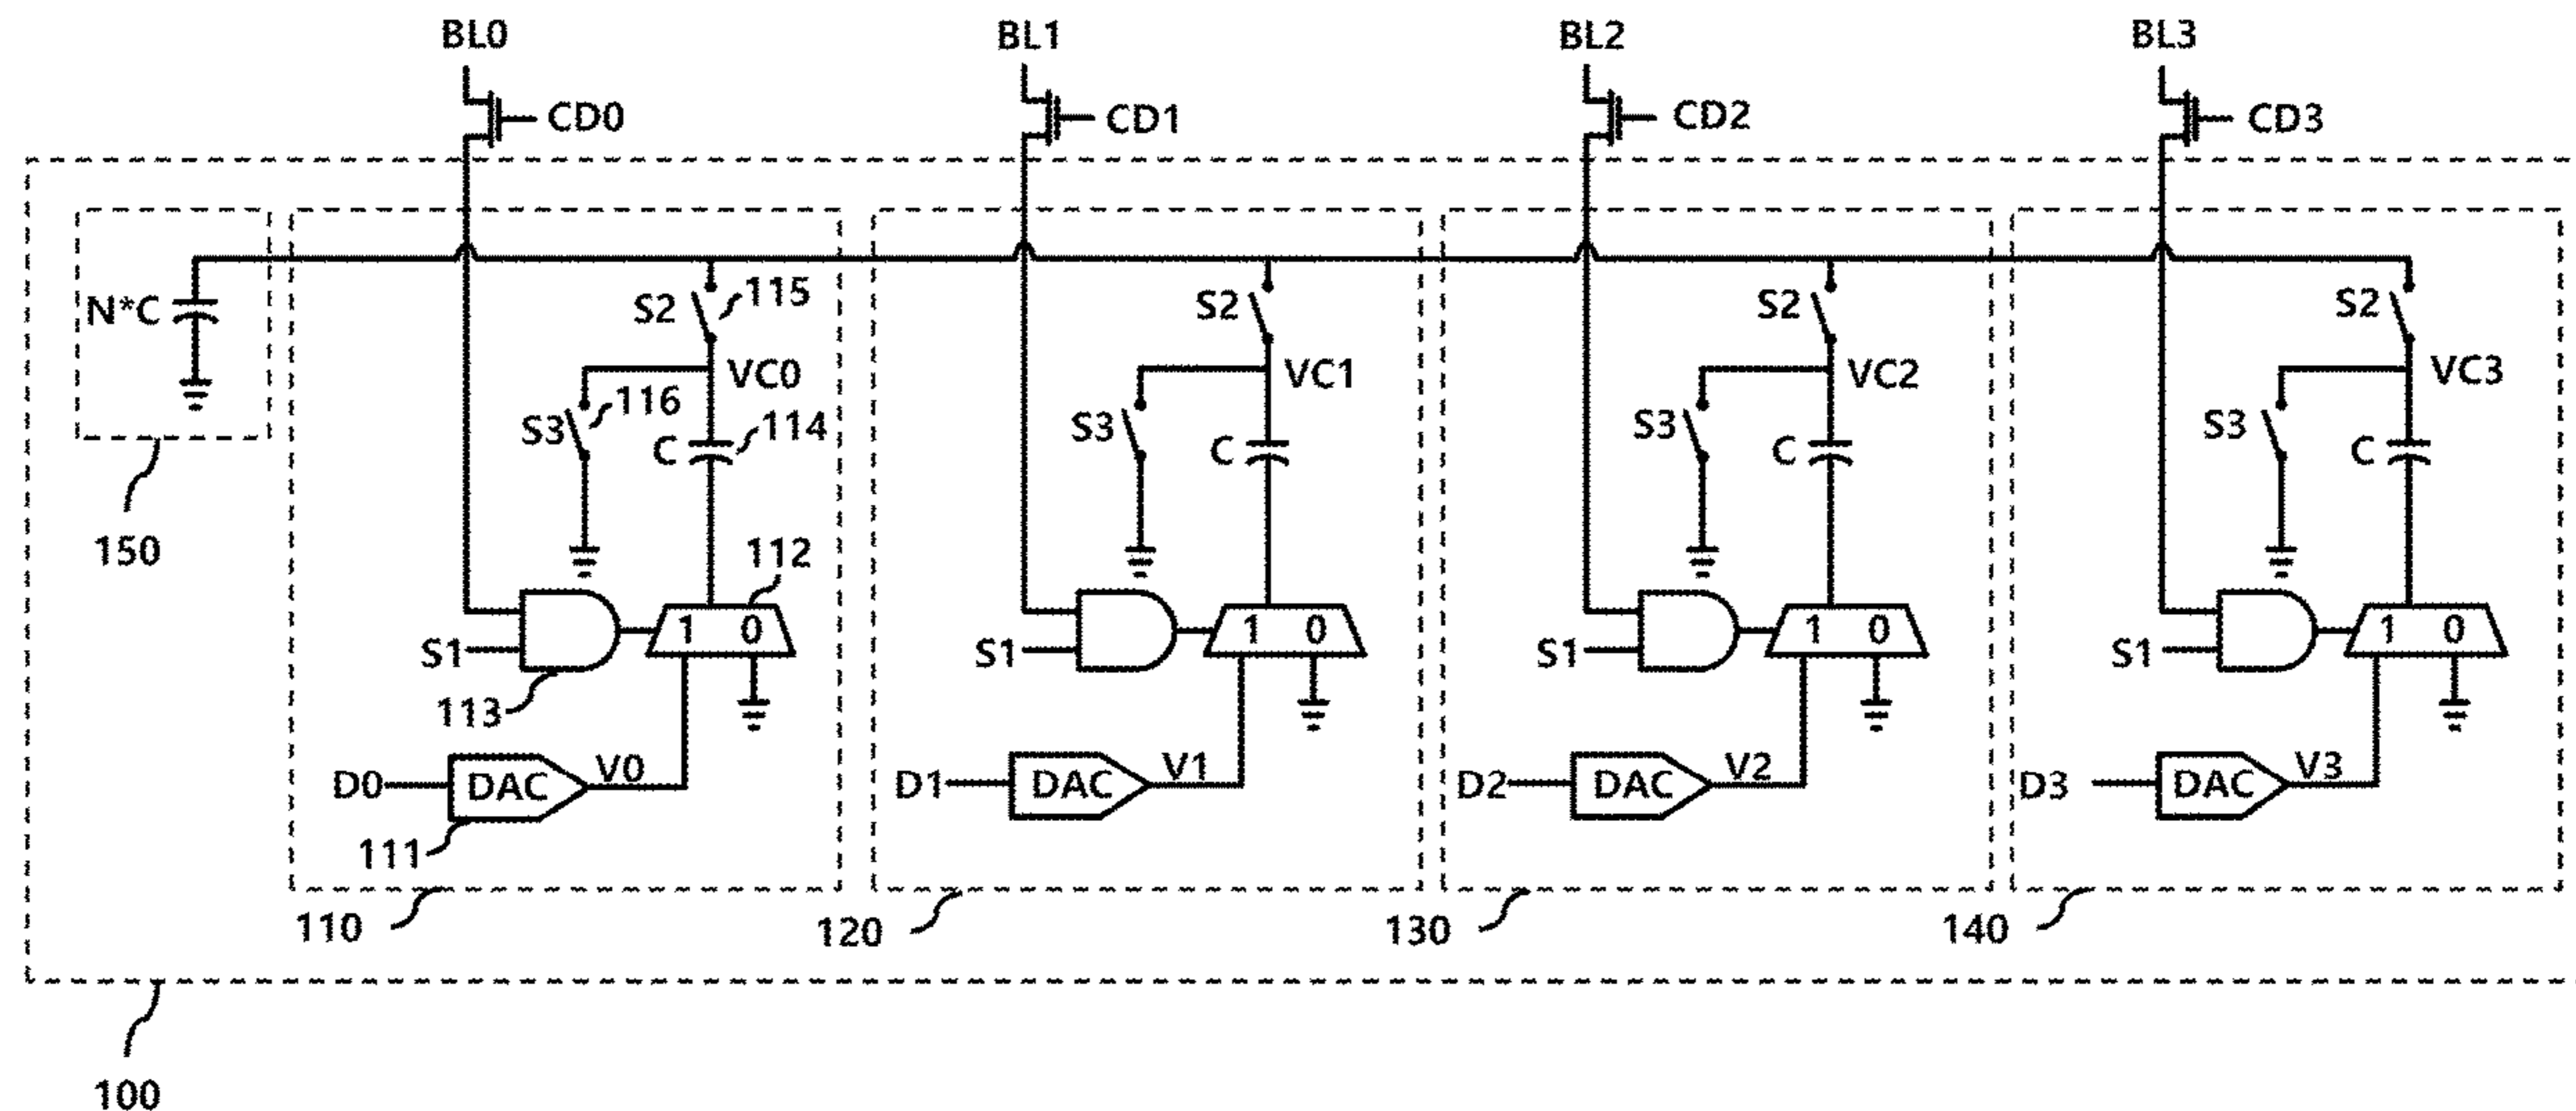 BL0 BL1 BL2 BL3
CD0 CD1 CD2 CD3
N*C S2 115 S2 S2 S2
VC0 VC1 VC2 VC3
S3 116 C 114 S3 C S3 C S3 C
150 112
1 0 1 0 1 0 1 0
S1 S1 S1 S1
113
D0 DAC V0 D1 DAC V1 D2 DAC V2 D3 DAC V3
111
110 120 130 140
100